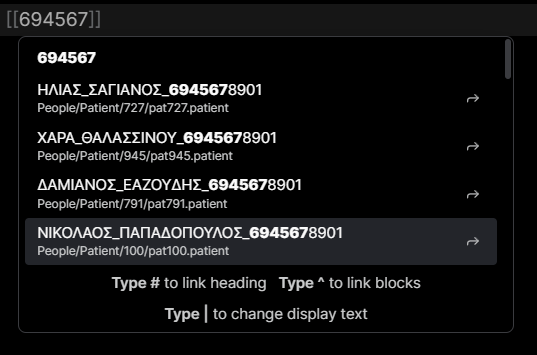 [[694567]]
694567
ΗΛΙΑΣ_ΣΑΓΙΑΝΟΣ_6945678901
People/Patient/727/pat727.patient
ΧΑΡΑ_ΘΑΛΑΣΣΙΝΟΥ_6945678901
People/Patient/945/pat945.patient
ΔΑΜΙΑΝΟΣ_ΕΑΖΟΥΔΗΣ_6945678901
People/Patient/791/pat791.patient
ΝΙΚΟΛΑΟΣ_ΠΑΠΑΔΟΠΟΥΛΟΣ_6945678901
People/Patient/100/pat100.patient
Type # to link heading Type ^ to link blocks
Type | to change display text